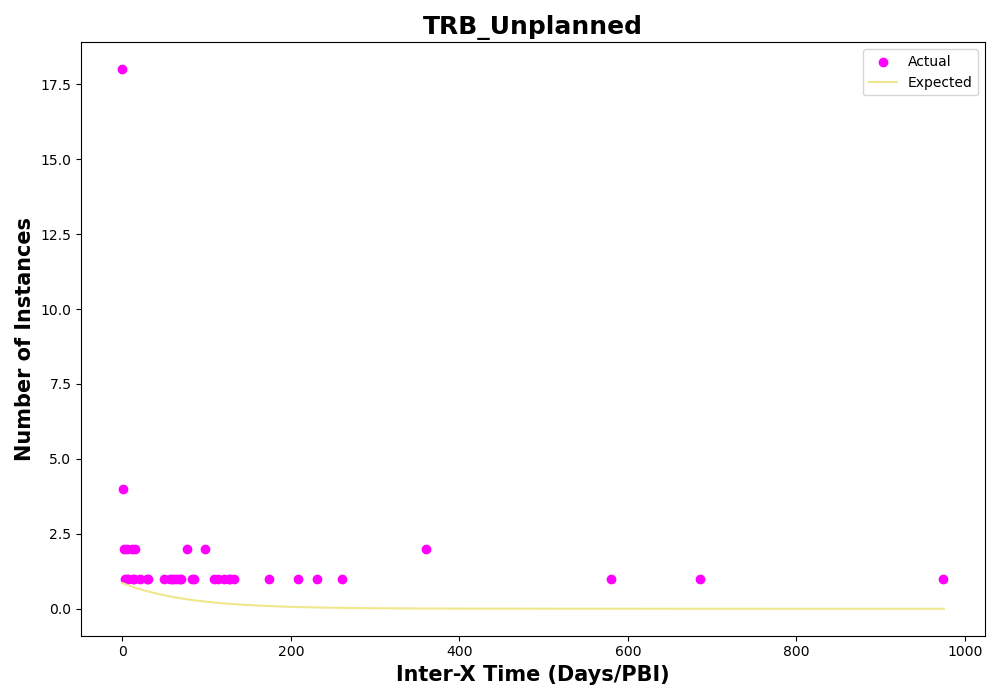 TRB_Unplanned
Actual
Expected
17.5
15.0
12.5
10.0
7.5
5.0
2.5
0.0
Number of Instances
0
200
400
600
800
1000
Inter-X Time (Days/PBI)